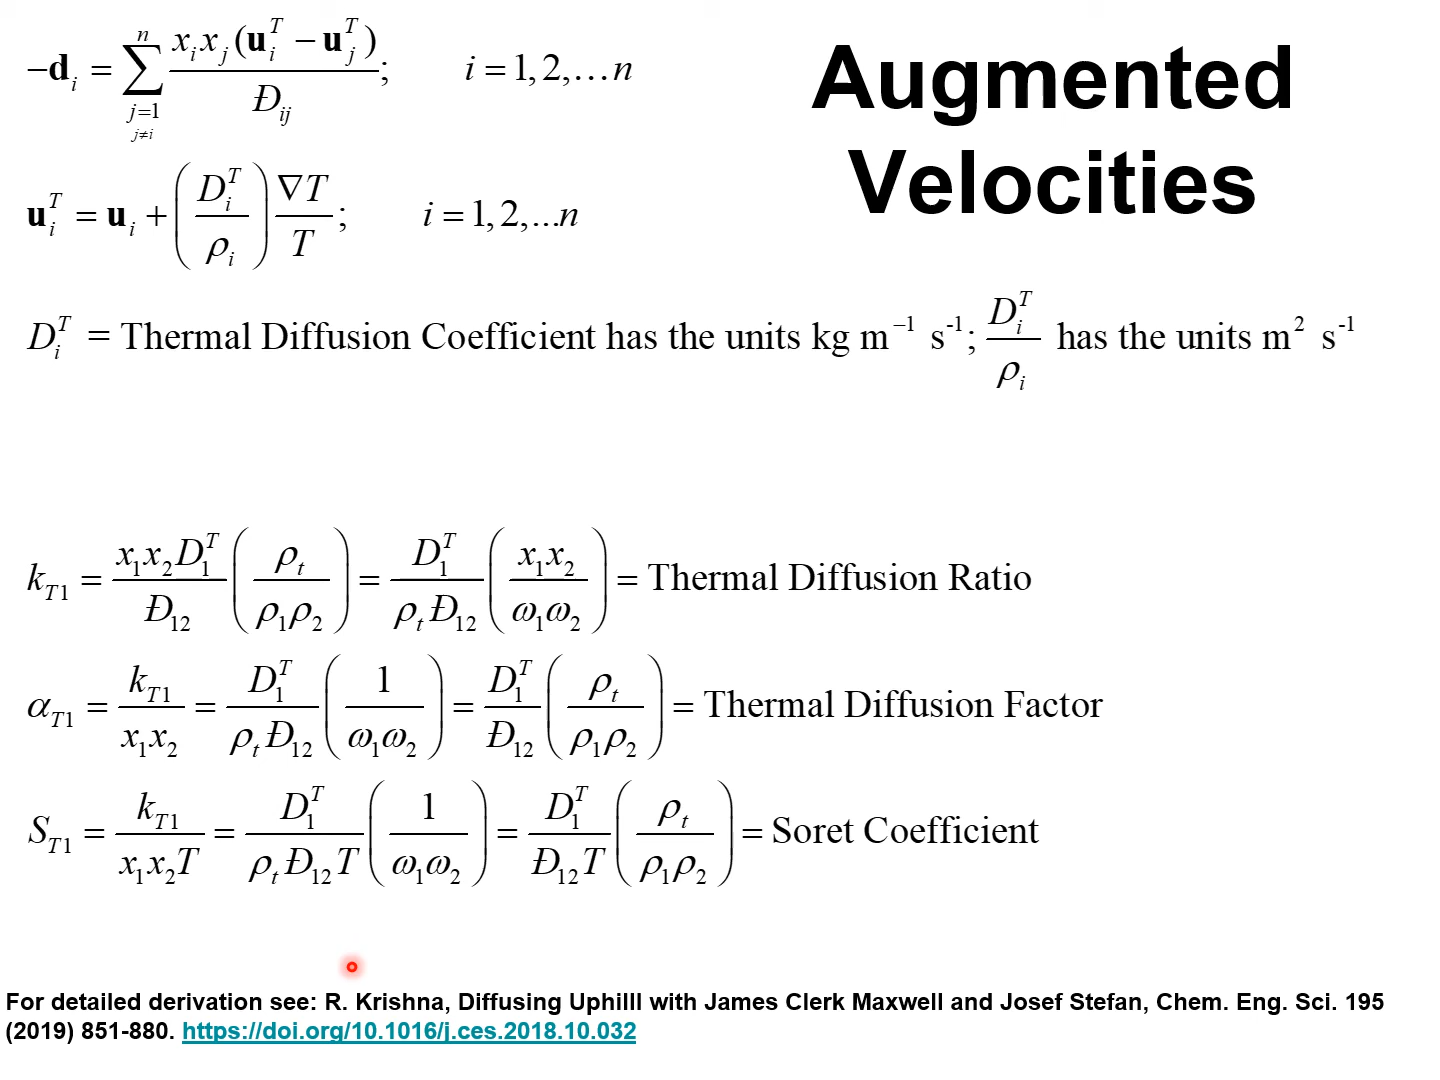 Augmented
Velocities
−d_i = ∑_{j=1, j≠i}^{n} x_i x_j (u_i^T − u_j^T) / Đ_ij;  i = 1, 2, … n
u_i^T = u_i + (D_i^T / ρ_i) ∇T / T;  i = 1, 2, ... n
D_i^T = Thermal Diffusion Coefficient has the units kg m^−1 s^-1; D_i^T / ρ_i has the units m^2 s^-1
k_T1 = x_1 x_2 D_1^T / Đ_12 (ρ_t / ρ_1 ρ_2) = D_1^T / ρ_t Đ_12 (x_1 x_2 / ω_1 ω_2) = Thermal Diffusion Ratio
α_T1 = k_T1 / x_1 x_2 = D_1^T / ρ_t Đ_12 (1 / ω_1 ω_2) = D_1^T / Đ_12 (ρ_t / ρ_1 ρ_2) = Thermal Diffusion Factor
S_T1 = k_T1 / x_1 x_2 T = D_1^T / ρ_t Đ_12 T (1 / ω_1 ω_2) = D_1^T / Đ_12 T (ρ_t / ρ_1 ρ_2) = Soret Coefficient
For detailed derivation see: R. Krishna, Diffusing Uphilll with James Clerk Maxwell and Josef Stefan, Chem. Eng. Sci. 195
(2019) 851-880. https://doi.org/10.1016/j.ces.2018.10.032